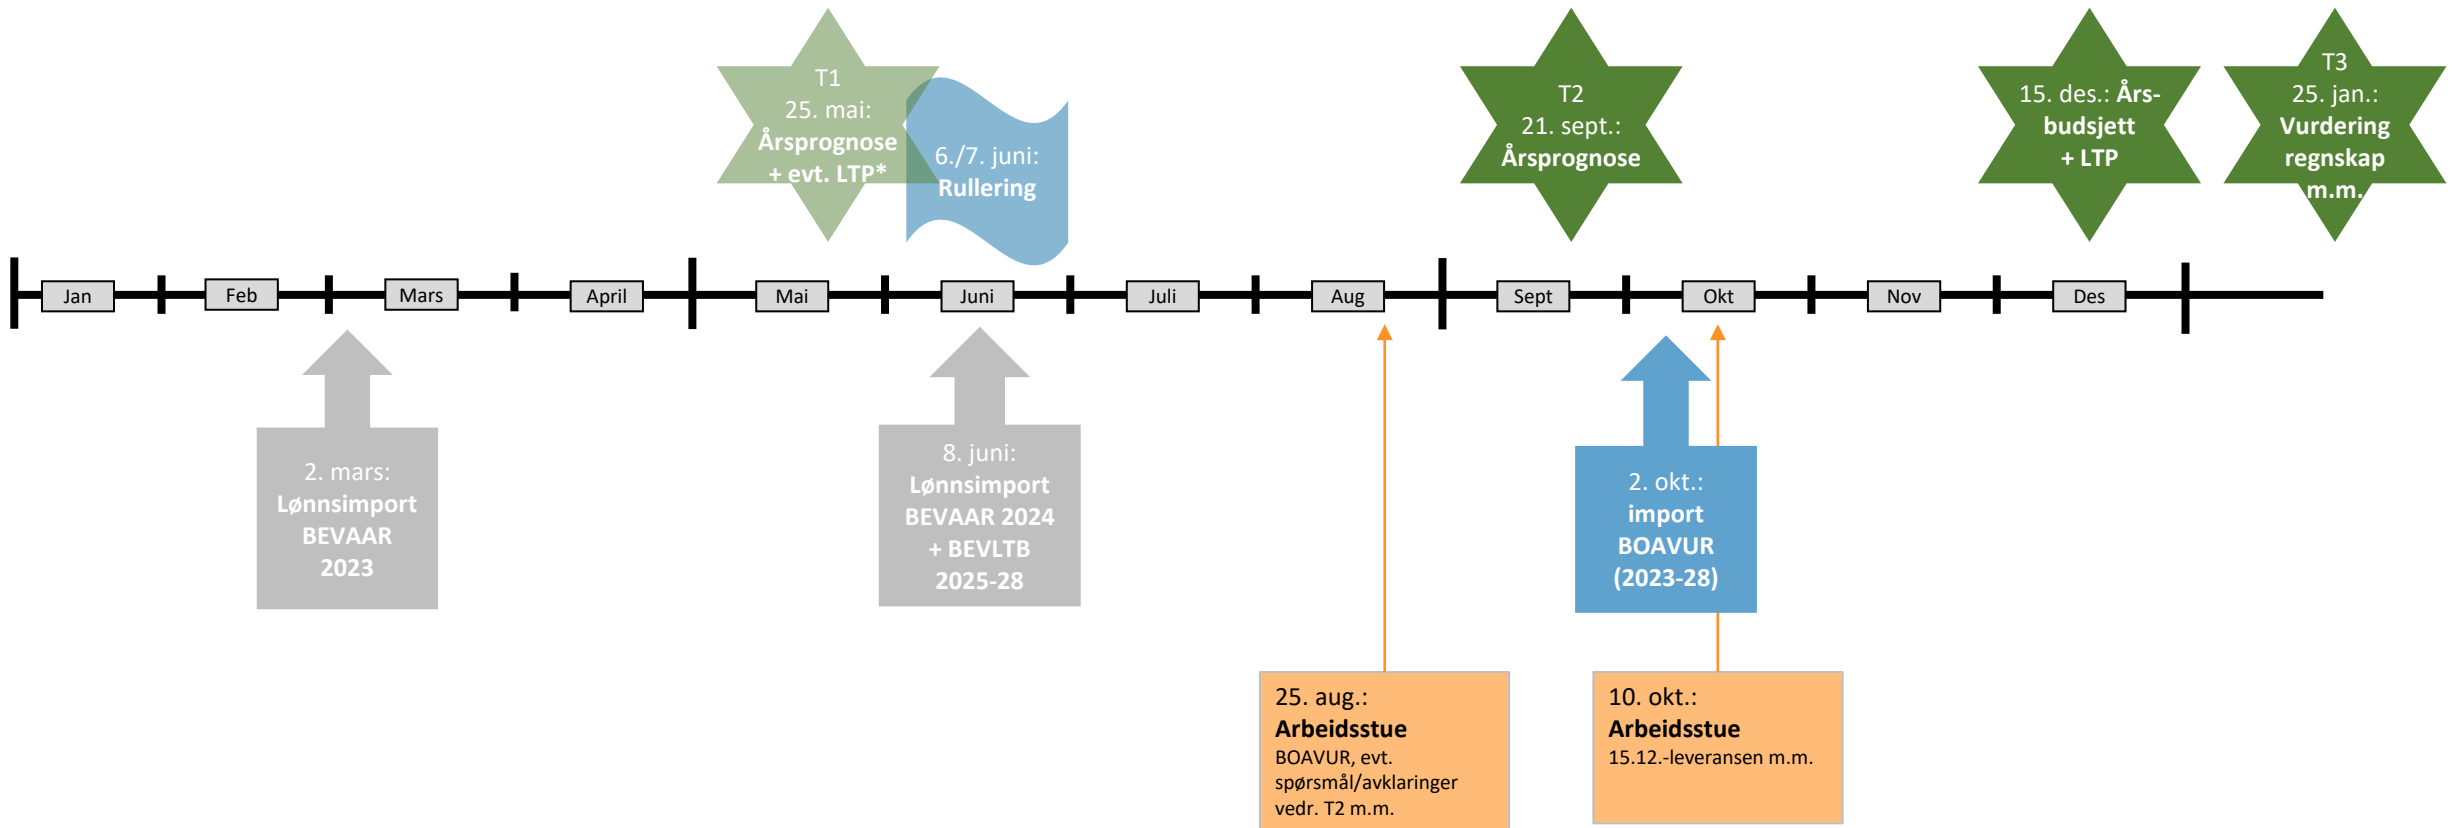 T1
25. mai:
Årsprognose
+ evt. LTP*
6./7. juni:
Rullering
T2
21. sept.:
Årsprognose
15. des.: Års-
budsjett
+ LTP
T3
25. jan.:
Vurdering
regnskap
m.m.
Jan
Feb
Mars
April
Mai
Juni
Juli
Aug
Sept
Okt
Nov
Des
2. mars:
Lønnsimport
BEVAAR
2023
8. juni:
Lønnsimport
BEVAAR 2024
+ BEVLTB
2025-28
2. okt.:
import
BOAVUR
(2023-28)
25. aug.:
Arbeidsstue
BOAVUR, evt.
spørsmål/avklaringer
vedr. T2 m.m.
10. okt.:
Arbeidsstue
15.12.-leveransen m.m.